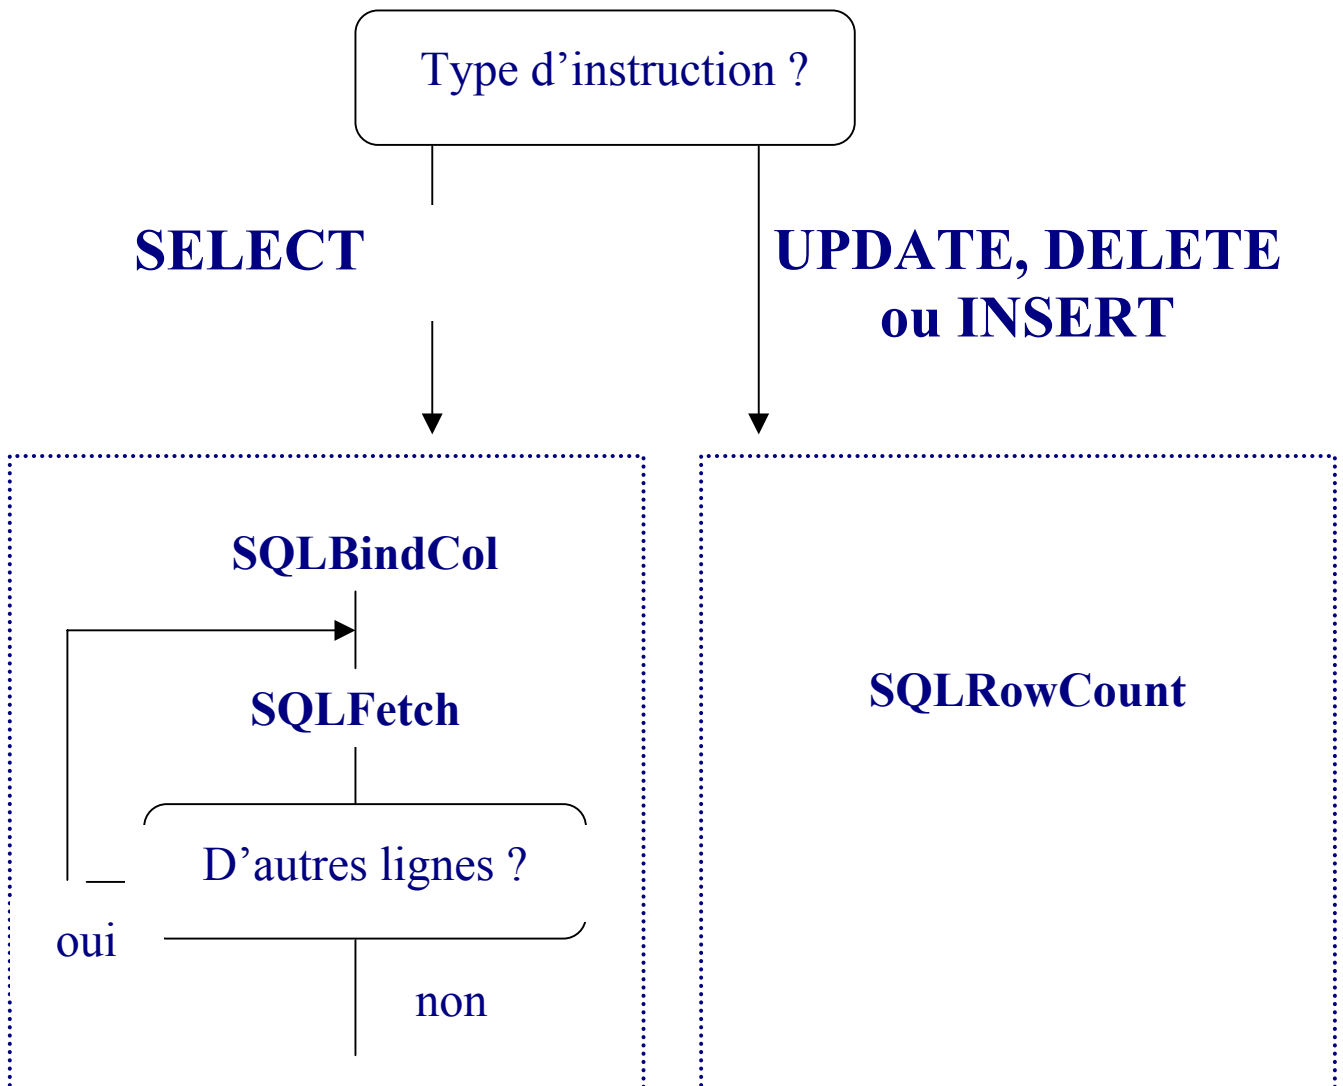 Type d’instruction ?
SELECT
UPDATE, DELETE
ou INSERT
SQLBindCol
SQLFetch
D’autres lignes ?
oui
non
SQLRowCount